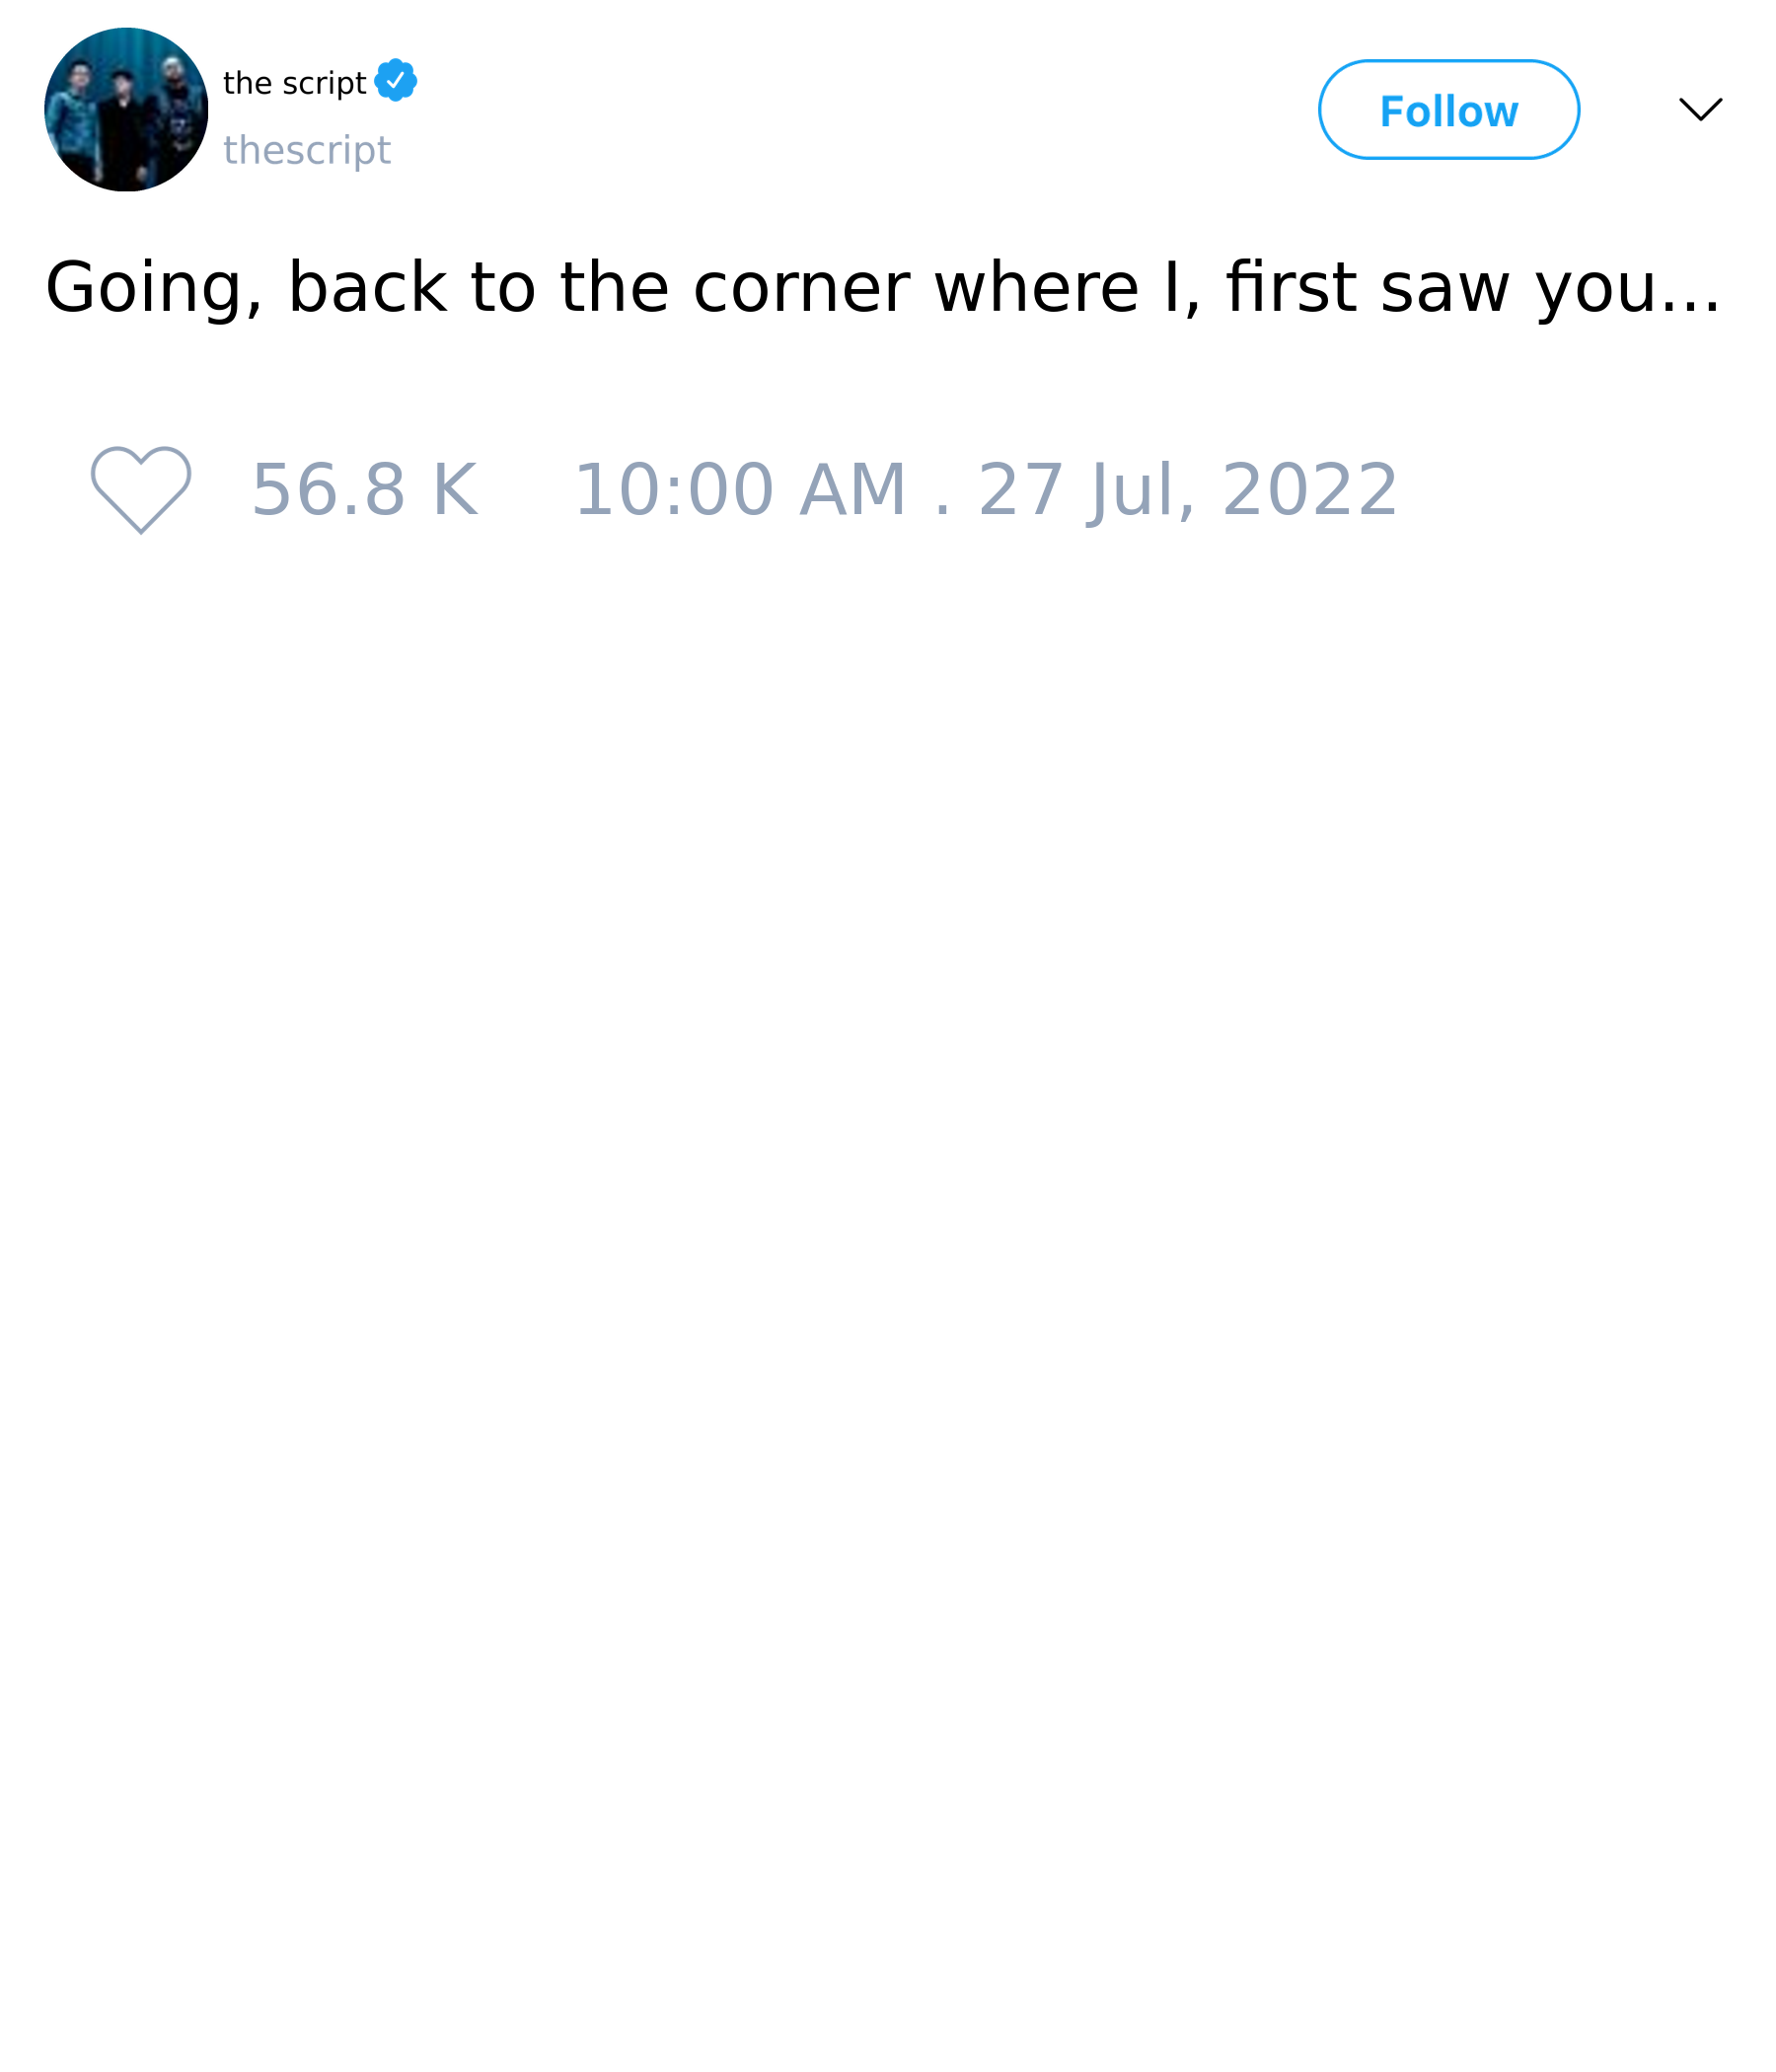 the script
thescript
Follow
Going, back to the corner where I, first saw you...
56.8 K 10:00 AM . 27 Jul, 2022